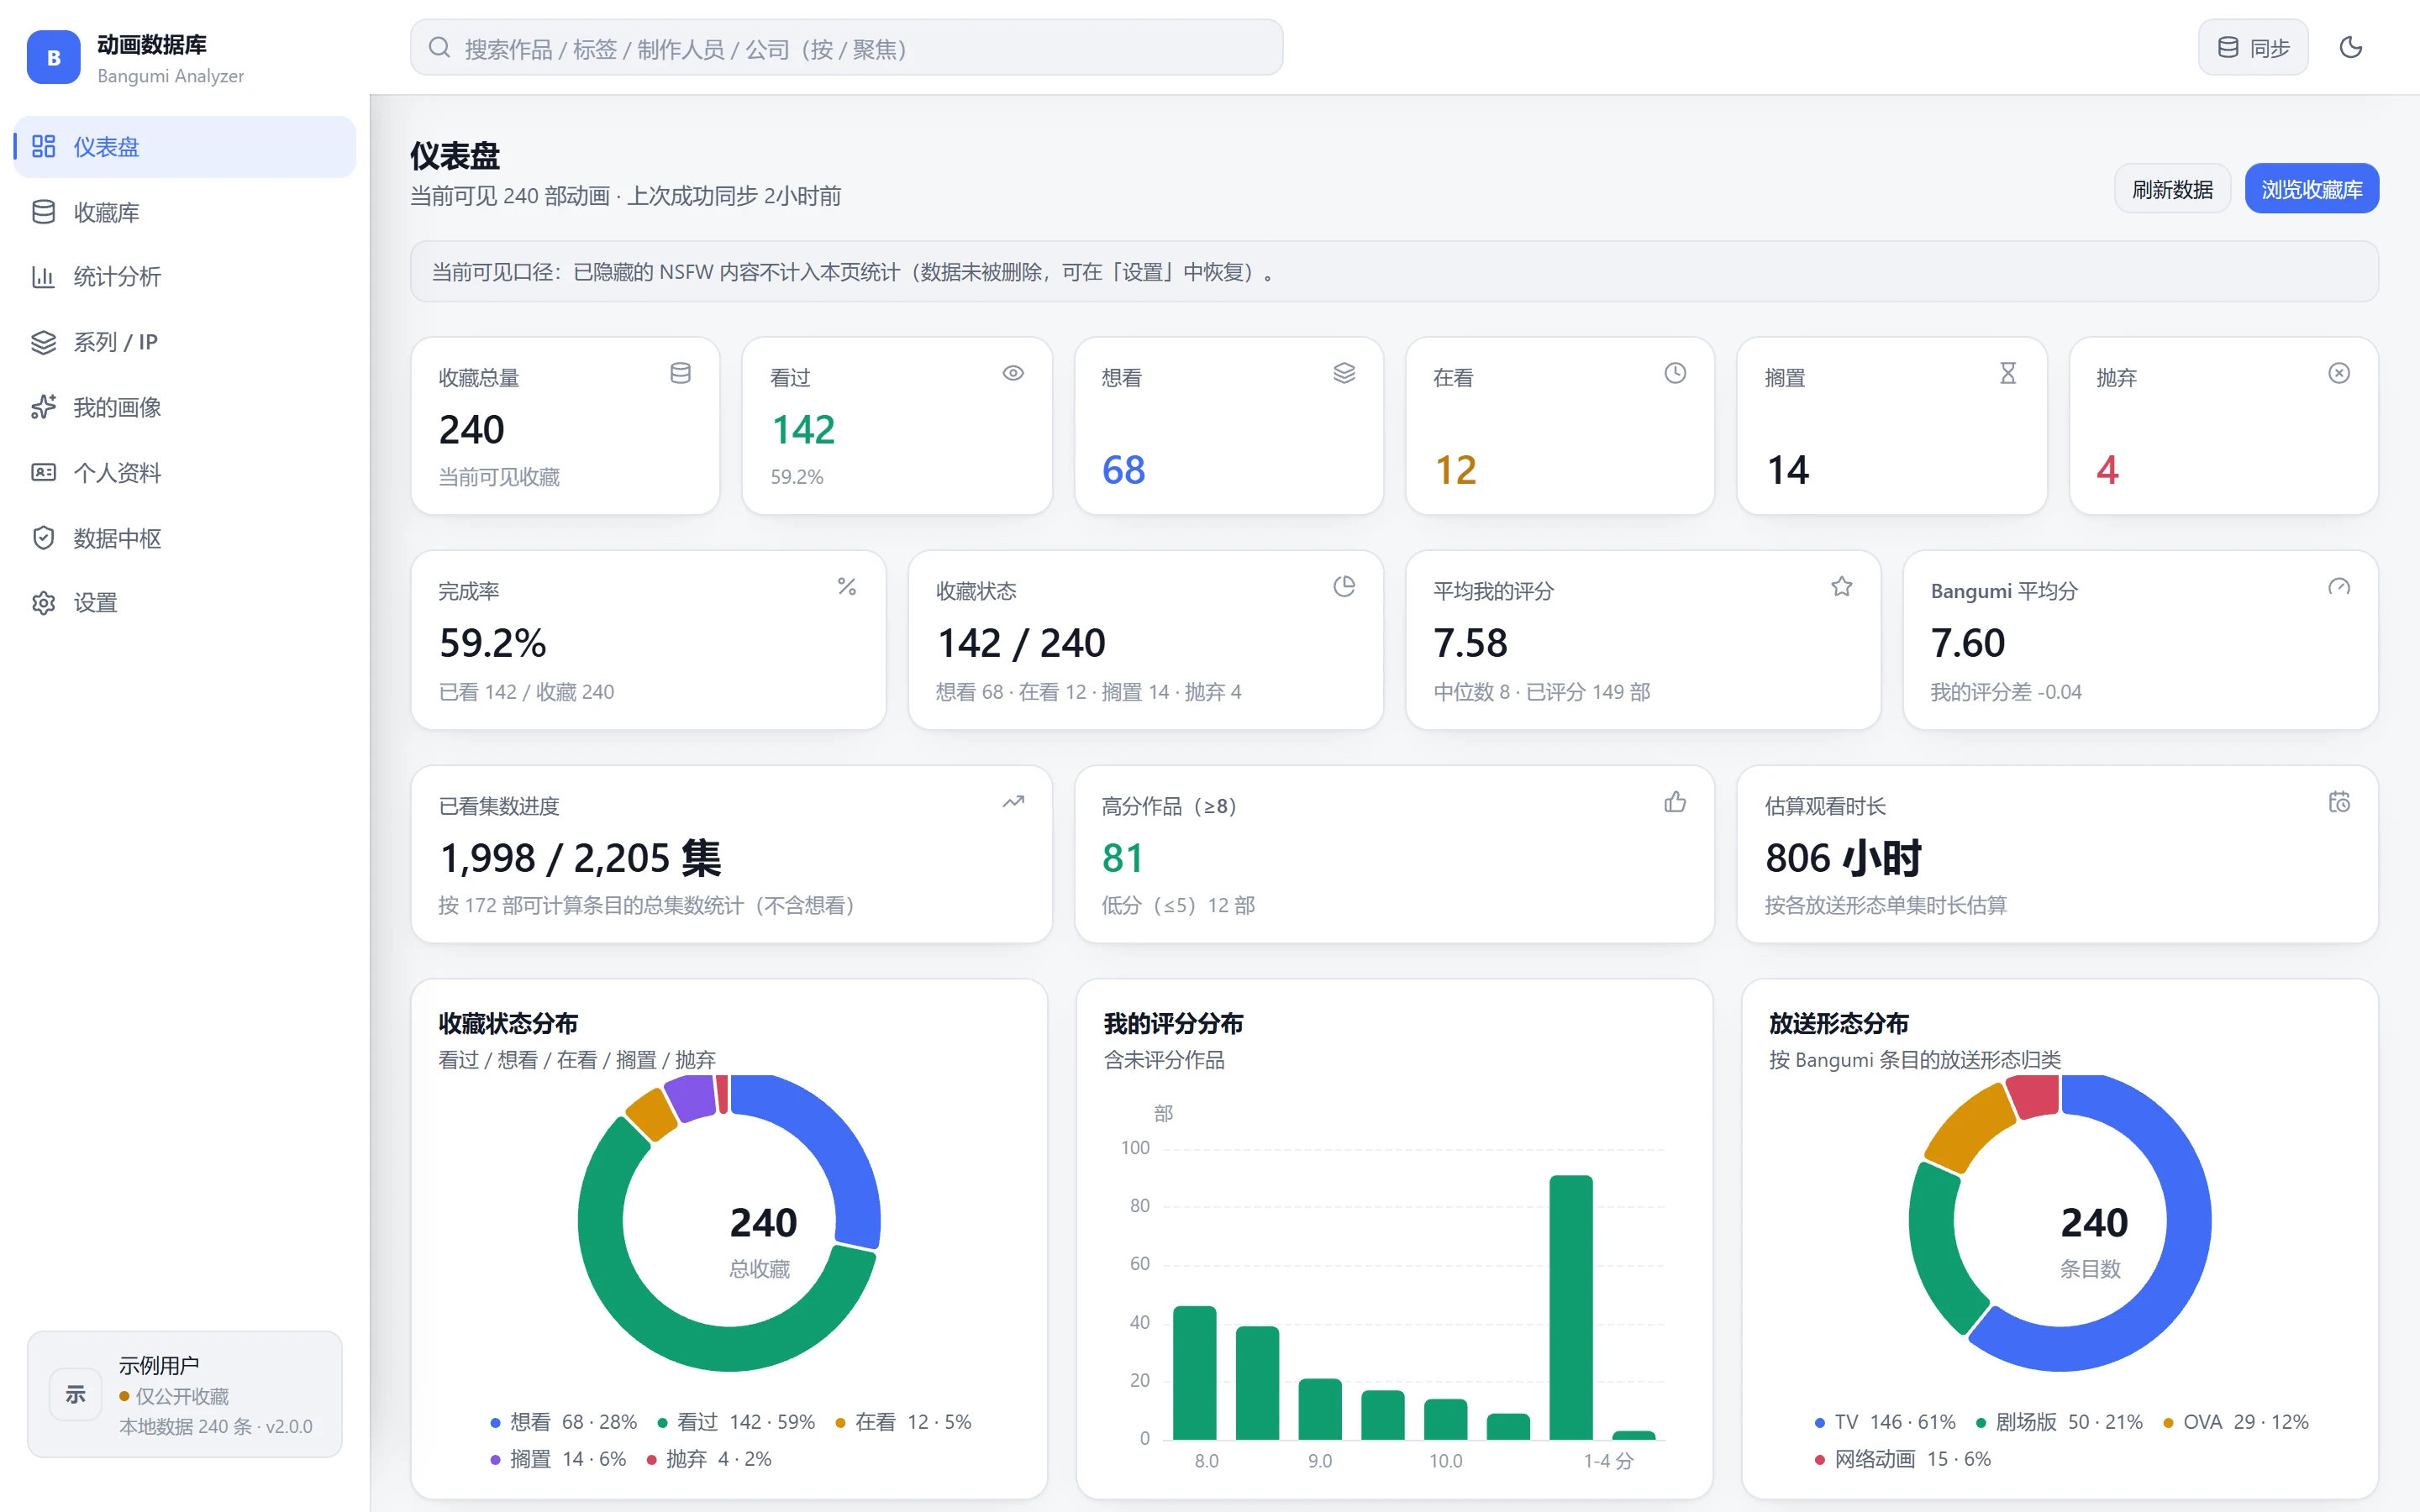 B
动画数据库
Bangumi Analyzer
搜索作品 / 标签 / 制作人员 / 公司（按 / 聚焦）
同步
仪表盘
收藏库
统计分析
系列 / IP
我的画像
个人资料
数据中枢
设置
示
示例用户
仅公开收藏
本地数据 240 条 · v2.0.0
仪表盘
当前可见 240 部动画 · 上次成功同步 2小时前
刷新数据
浏览收藏库
当前可见口径：已隐藏的 NSFW 内容不计入本页统计（数据未被删除，可在「设置」中恢复）。
收藏总量
240
当前可见收藏
看过
142
59.2%
想看
68
在看
12
搁置
14
抛弃
4
完成率
59.2%
已看 142 / 收藏 240
收藏状态
142 / 240
想看 68 · 在看 12 · 搁置 14 · 抛弃 4
平均我的评分
7.58
中位数 8 · 已评分 149 部
Bangumi 平均分
7.60
我的评分差 -0.04
已看集数进度
1,998 / 2,205 集
按 172 部可计算条目的总集数统计（不含想看）
高分作品（≥8）
81
低分（≤5）12 部
估算观看时长
806 小时
按各放送形态单集时长估算
收藏状态分布
看过 / 想看 / 在看 / 搁置 / 抛弃
240
总收藏
想看 68 · 28% 看过 142 · 59% 在看 12 · 5%
搁置 14 · 6% 抛弃 4 · 2%
我的评分分布
含未评分作品
部
100
80
60
40
20
0
8.0 9.0 10.0 1-4 分
放送形态分布
按 Bangumi 条目的放送形态归类
240
条目数
TV 146 · 61% 剧场版 50 · 21% OVA 29 · 12%
网络动画 15 · 6%